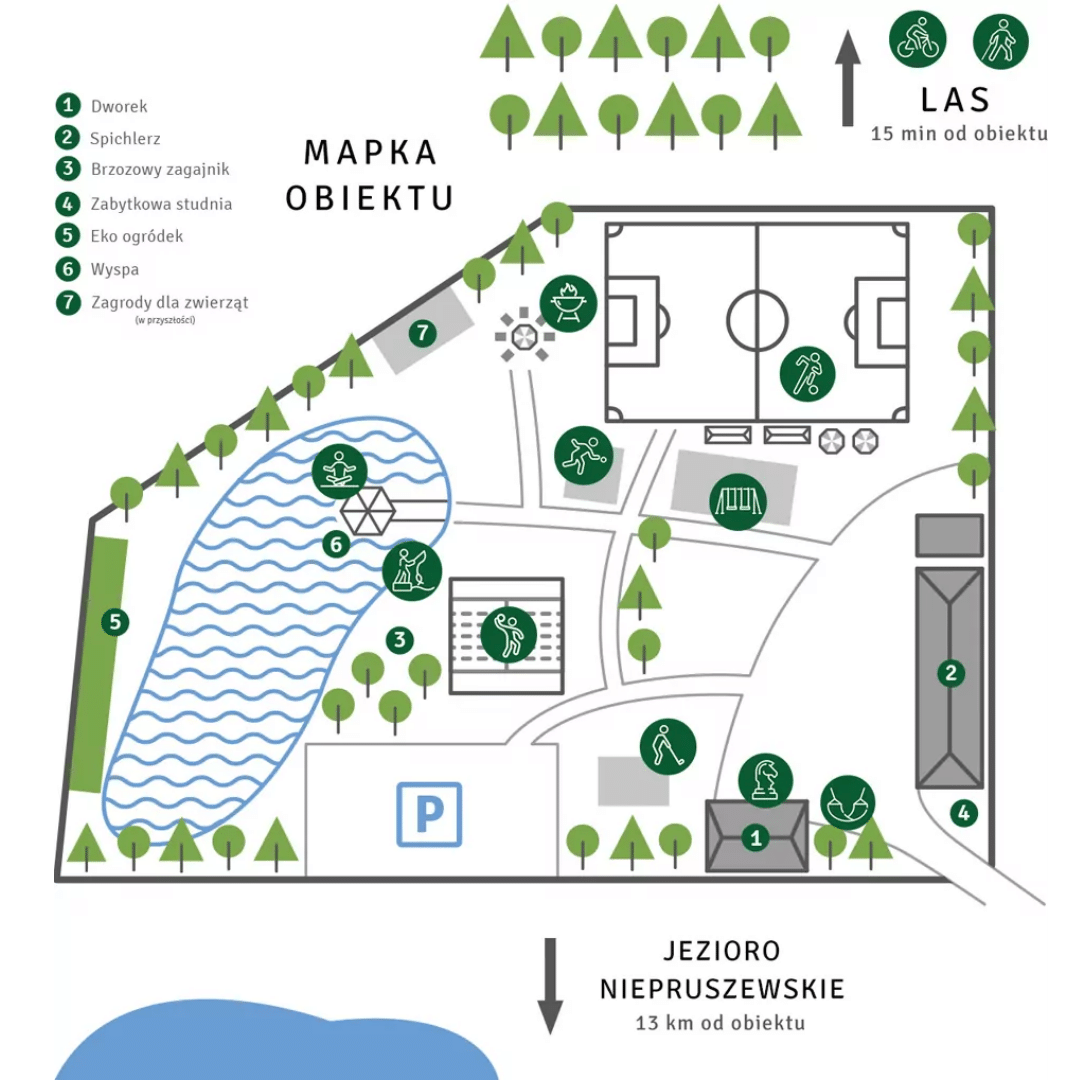 LAS
15 min od obiektu
1 Dworek
2 Spichlerz
3 Brzozowy zagajnik
4 Zabytkowa studnia
5 Eko ogródek
6 Wyspa
7 Zagrody dla zwierząt
(w przyszłości)
MAPKA
OBIEKTU
7
6
5
3
2
P
4
1
JEZIORO
NIEPRUSZEWSKIE
13 km od obiektu